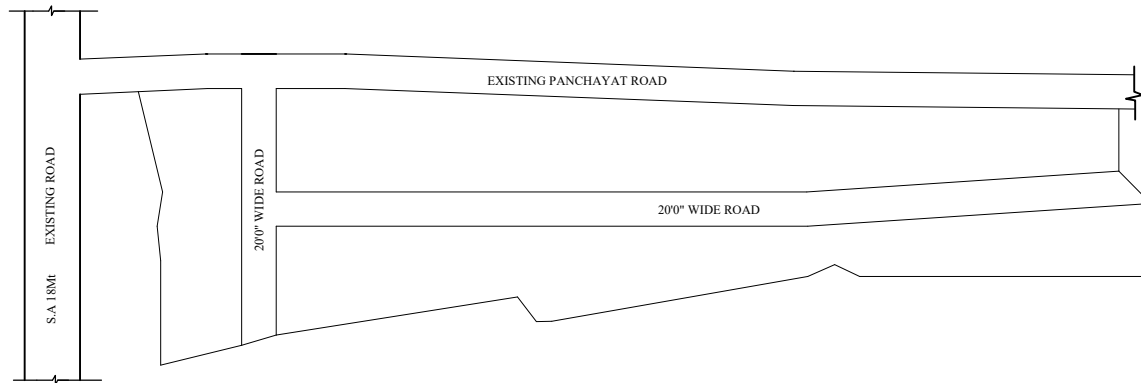 EXISTING PANCHAYAT ROAD
S.A 18Mt EXISTING ROAD
20'0" WIDE ROAD
20'0" WIDE ROAD